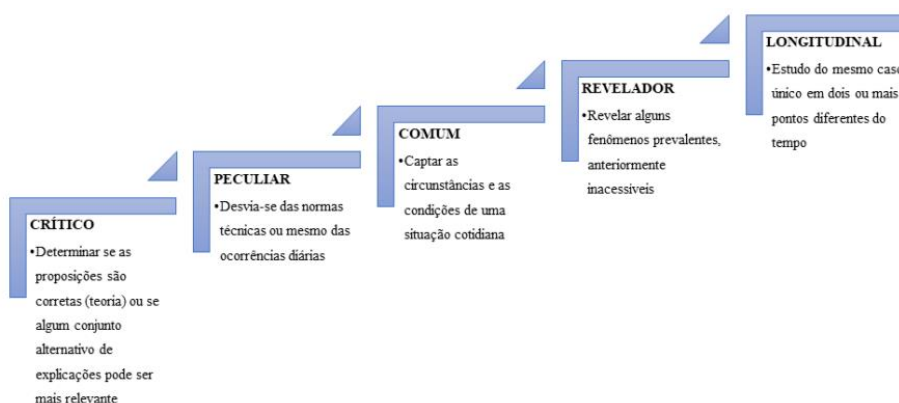 CRÍTICO
•Determinar se as
proposições são
corretas (teoria) ou se
algum conjunto
alternativo de
explicações pode ser
mais relevante
PECULIAR
•Desvia-se das normas
técnicas ou mesmo das
ocorrências diárias
COMUM
•Captar as
circunstâncias e as
condições de uma
situação cotidiana
REVELADOR
•Revelar alguns
fenômenos prevalentes,
anteriormente
inacessiveis
LONGITUDINAL
•Estudo do mesmo caso
único em dois ou mais
pontos diferentes do
tempo